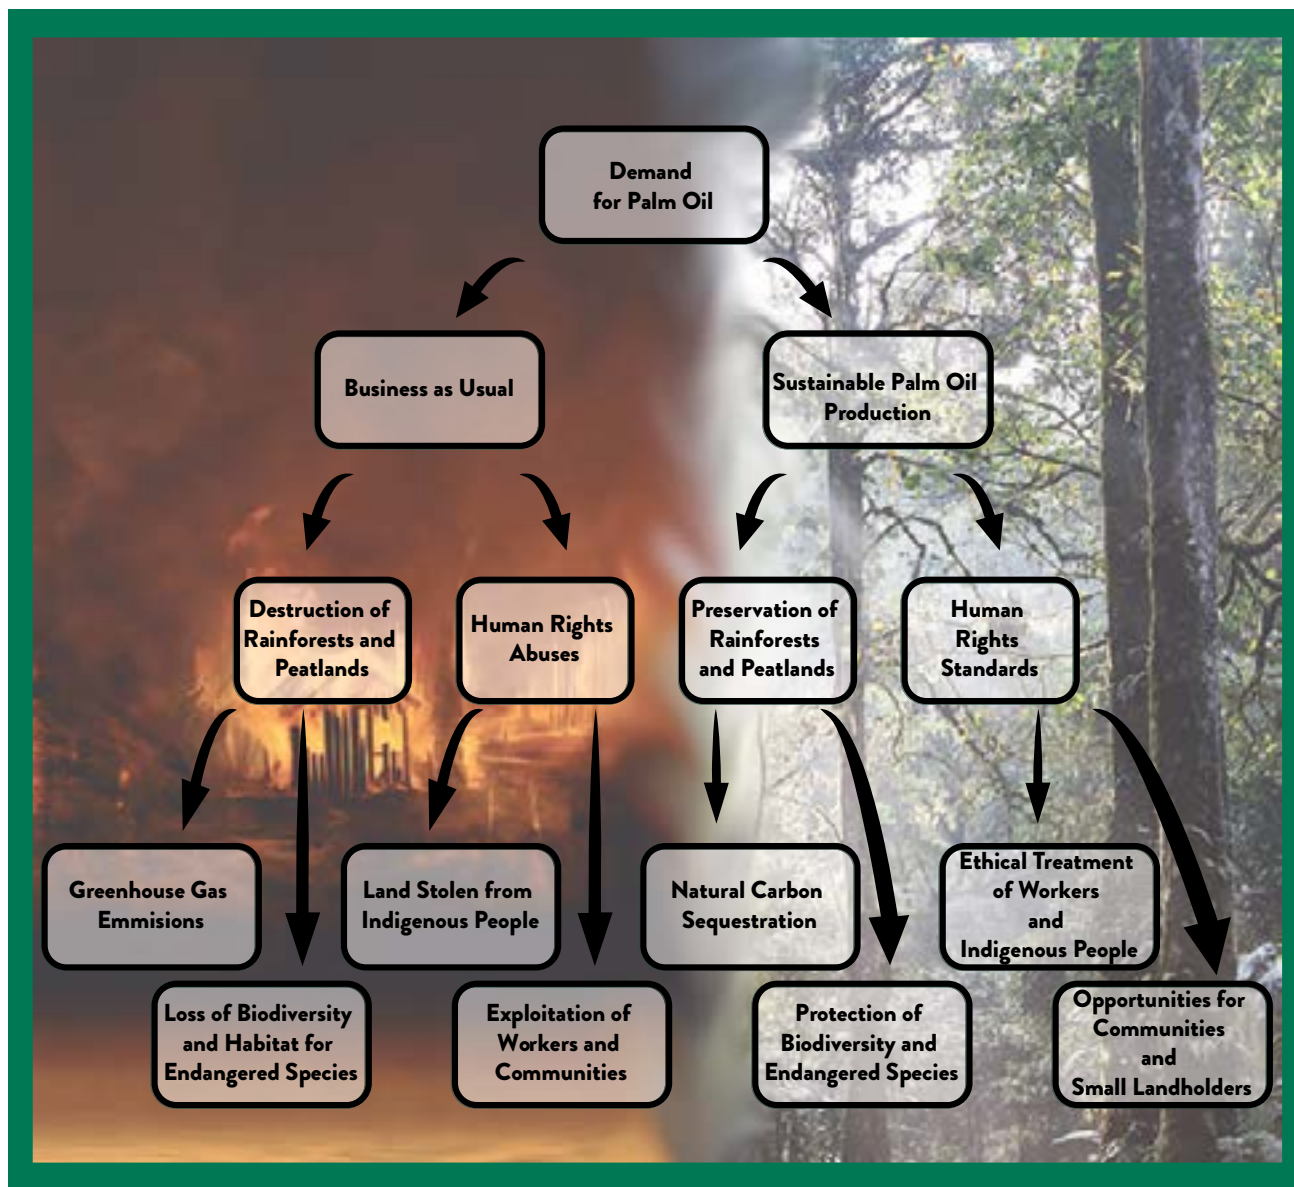 Demand
for Palm Oil
Business as Usual
Sustainable Palm Oil
Production
Destruction of
Rainforests and
Peatlands
Human Rights
Abuses
Preservation of
Rainforests
and Peatlands
Human
Rights
Standards
Greenhouse Gas
Emmisions
Land Stolen from
Indigenous People
Natural Carbon
Sequestration
Ethical Treatment
of Workers
and
Indigenous People
Loss of Biodiversity
and Habitat for
Endangered Species
Exploitation of
Workers and
Communities
Protection of
Biodiversity and
Endangered Species
Opportunities for
Communities
and
Small Landholders